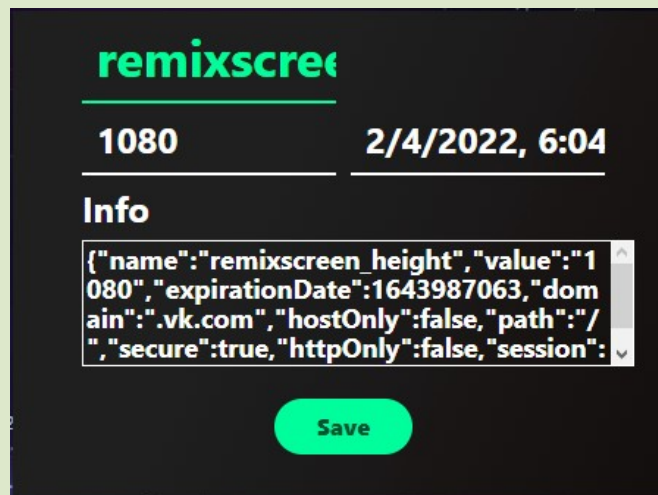 remixscree
1080
2/4/2022, 6:04
Info
{"name":"remixscreen_height","value":"1
080","expirationDate":1643987063,"dom
ain":".vk.com","hostOnly":false,"path":"/
","secure":true,"httpOnly":false,"session":
Save